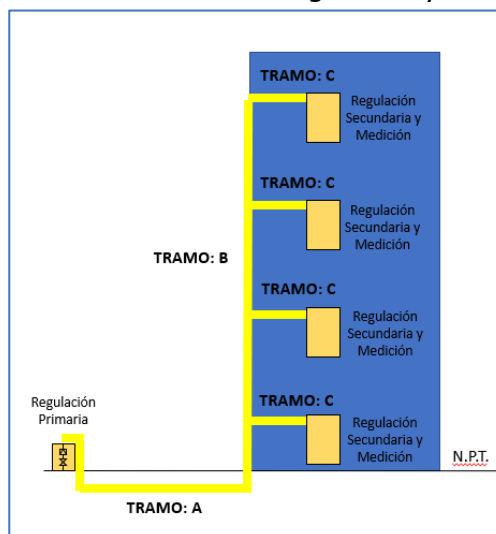 TRAMO: C
Regulación
Secundaria y
Medición
TRAMO: C
Regulación
Secundaria y
Medición
TRAMO: B
TRAMO: C
Regulación
Secundaria y
Medición
Regulación
Primaria
TRAMO: C
Regulación
Secundaria y
Medición
N.P.T.
TRAMO: A